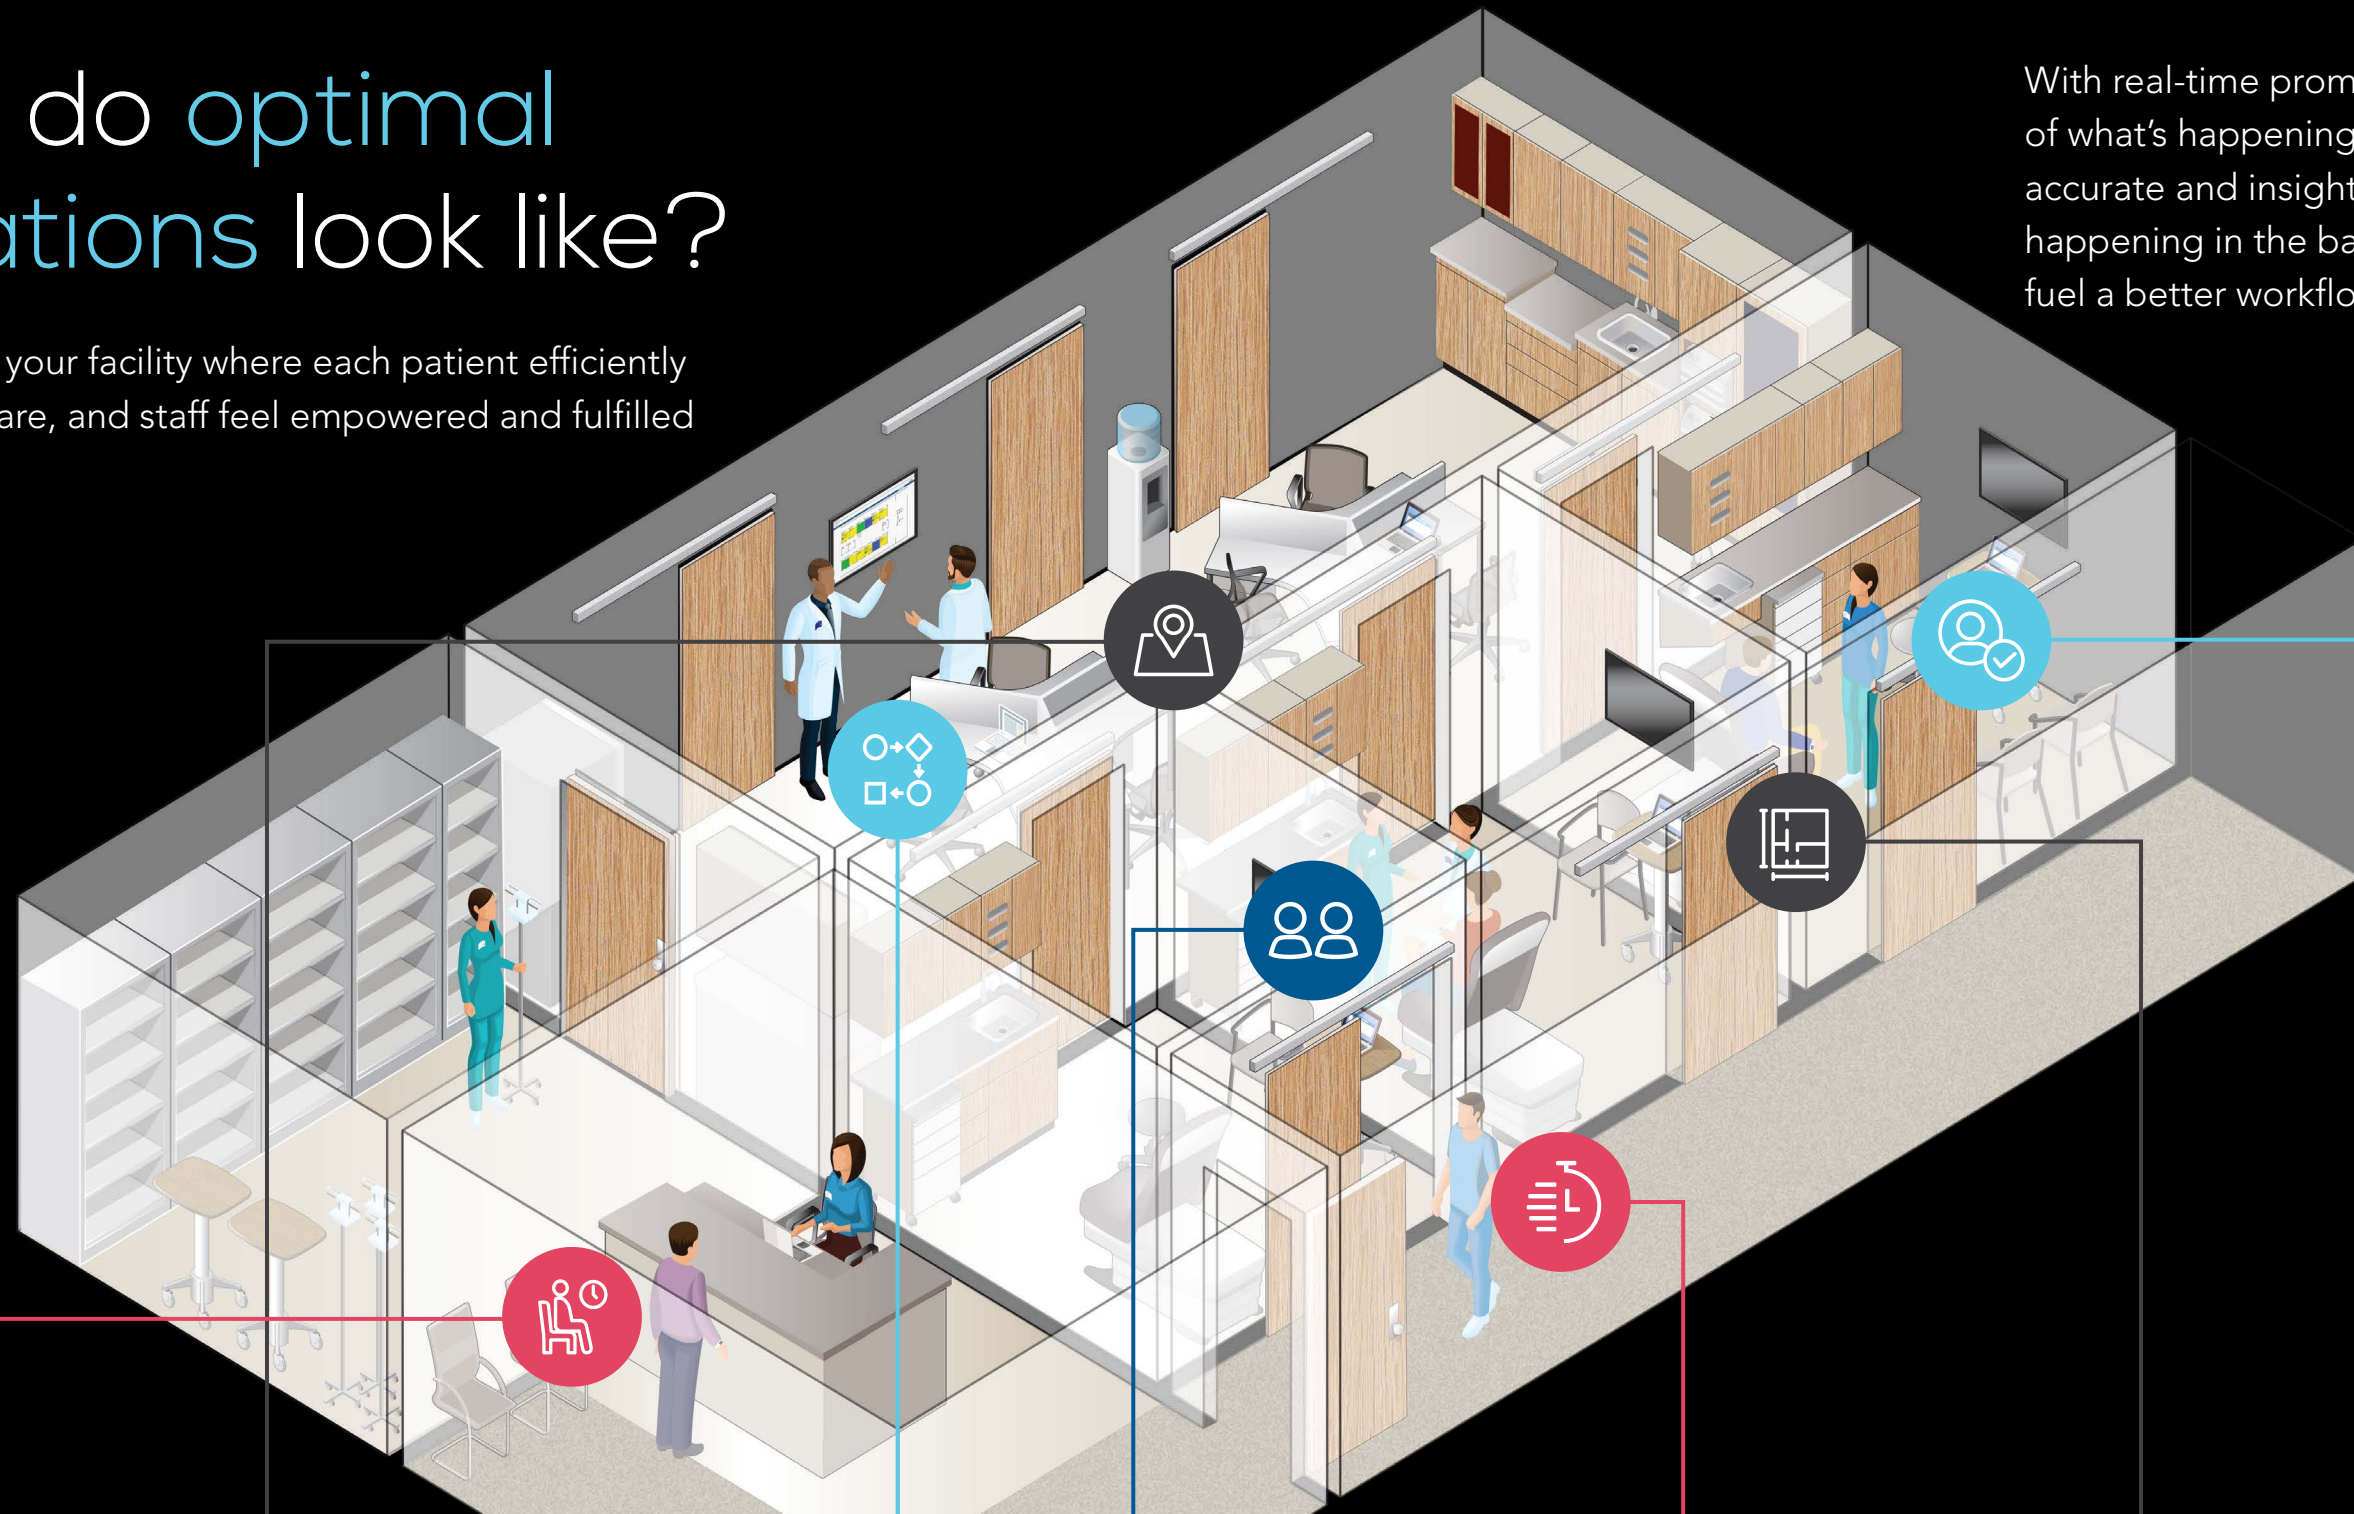 do optimal
ations look like?
your facility where each patient efficiently
are, and staff feel empowered and fulfilled
With real-time prom
of what's happening
accurate and insight
happening in the ba
fuel a better workflo